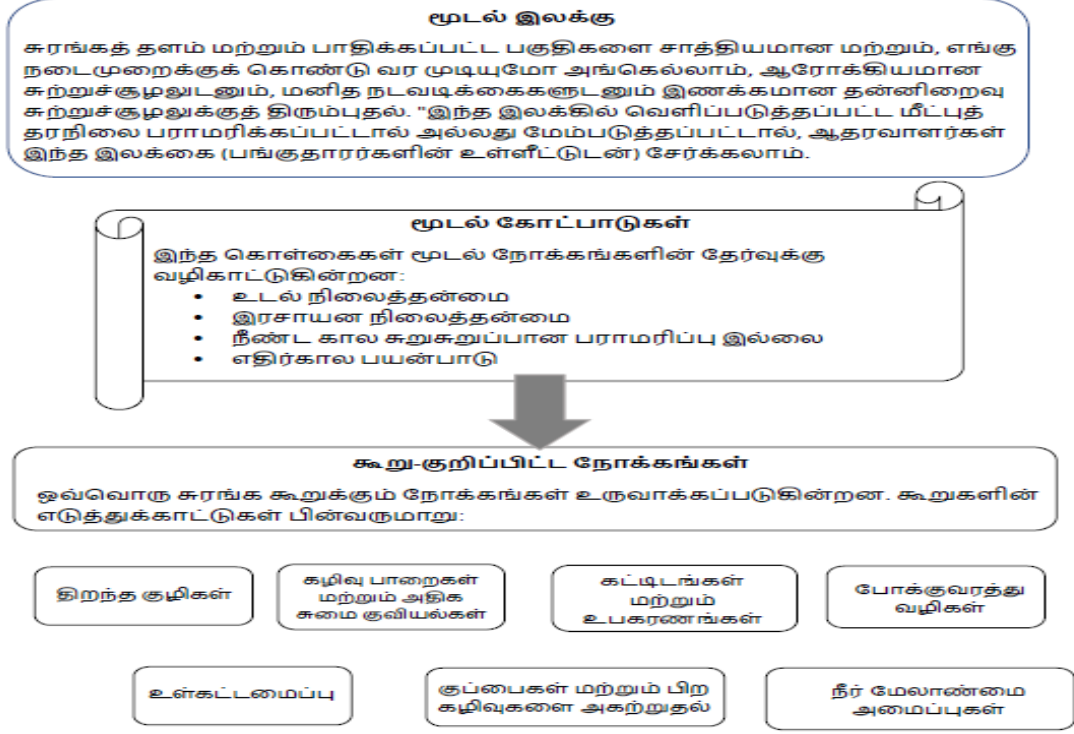 மூடல் இலக்கு
சுரங்கத் தளம் மற்றும் பாதிக்கப்பட்ட பகுதிகளை சாத்தியமான மற்றும், எங்கு
நடைமுறைக்குக் கொண்டு வர முடியுமோ அங்கெல்லாம், ஆரோக்கியமான
சுற்றுச்சூழலுடனும், மனித நடவடிக்கைகளுடனும் இணக்கமான தன்னிறைவு
சுற்றுச்சூழலுக்குத் திரும்புதல். "இந்த இலக்கில் வெளிப்படுத்தப்பட்ட மீட்புத்
தரநிலை பராமரிக்கப்பட்டால் அல்லது மேம்படுத்தப்பட்டால், ஆதரவாளர்கள்
இந்த இலக்கை (பங்குதாரர்களின் உள்ளீட்டுடன்) சேர்க்கலாம்.
மூடல் கோட்பாடுகள்
இந்த கொள்கைகள் மூடல் நோக்கங்களின் தேர்வுக்கு
வழிகாட்டுகின்றன:
• உடல் நிலைத்தன்மை
• இரசாயன நிலைத்தன்மை
• நீண்ட கால சுறுசுறுப்பான பராமரிப்பு இல்லை
• எதிர்கால பயன்பாடு
கூறு-குறிப்பிட்ட நோக்கங்கள்
ஒவ்வொரு சுரங்க கூறுக்கும் நோக்கங்கள் உருவாக்கப்படுகின்றன. கூறுகளின்
எடுத்துக்காட்டுகள் பின்வருமாறு:
திறந்த குழிகள்
கழிவு பாறைகள்
மற்றும் அதிக
சுமை குவியல்கள்
கட்டிடங்கள்
மற்றும்
உபகரணங்கள்
போக்குவரத்து
வழிகள்
உள்கட்டமைப்பு
குப்பைகள் மற்றும் பிற
கழிவுகளை அகற்றுதல்
நீர் மேலாண்மை
அமைப்புகள்